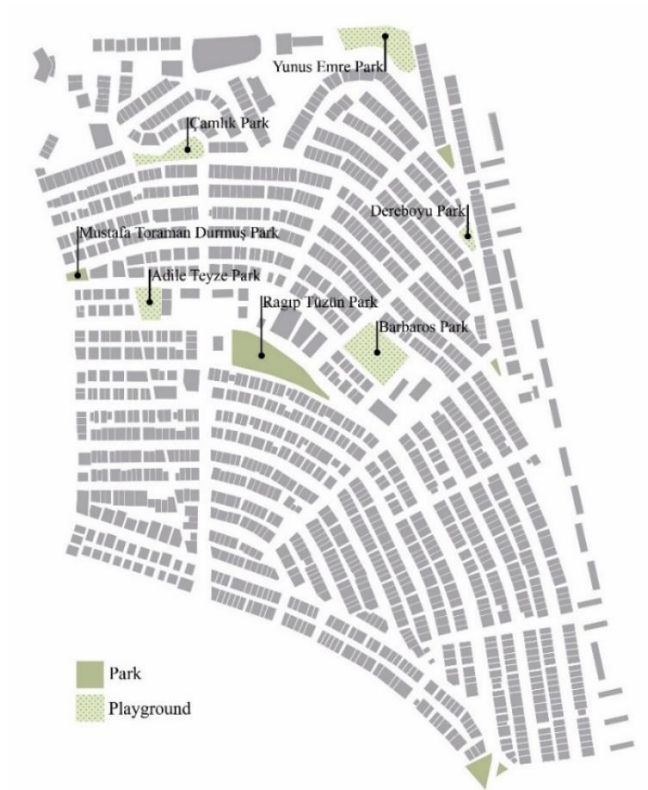 Yunus Emre Park
Çamlık Park
Dereboyu Park
Mustafa Toraman Durmuş Park
Adile Teyze Park
Ragıp Tüzün Park
Barbaros Park
Park
Playground